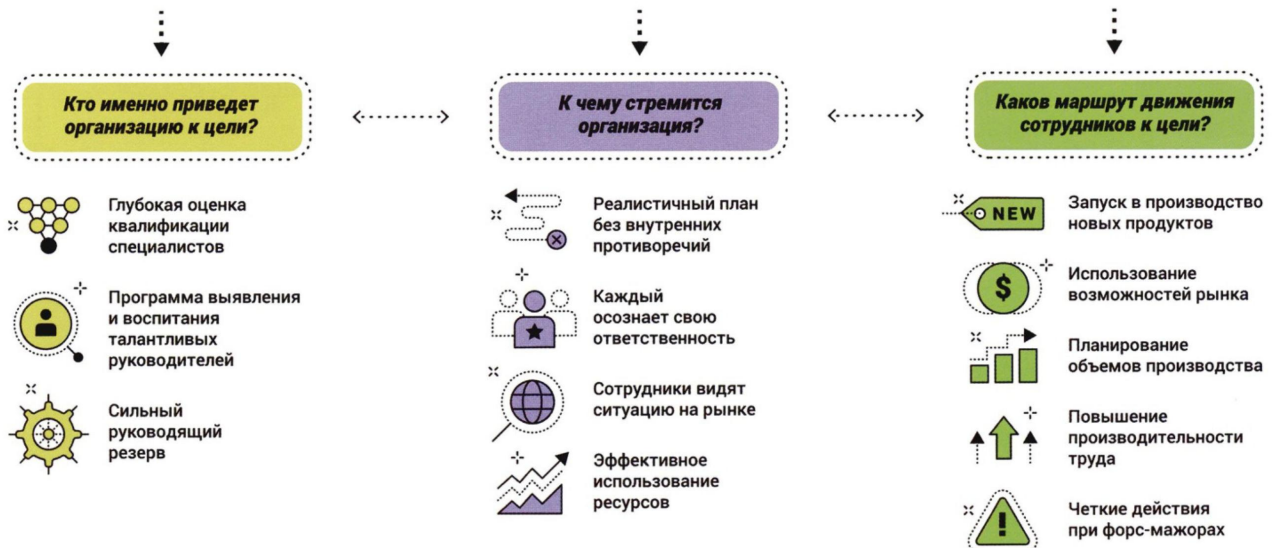 Кто именно приведет
организацию к цели?
Глубокая оценка
квалификации
специалистов
Программа выявления
и воспитания
талантливых
руководителей
Сильный
руководящий
резерв
К чему стремится
организация?
Реалистичный план
без внутренних
противоречий
Каждый
осознает свою
ответственность
Сотрудники видят
ситуацию на рынке
Эффективное
использование
ресурсов
Каков маршрут движения
сотрудников к цели?
NEW
Запуск в производство
новых продуктов
$
Использование
возможностей рынка
Планирование
объемов производства
Повышение
производительности
труда
!
Четкие действия
при форс-мажорах